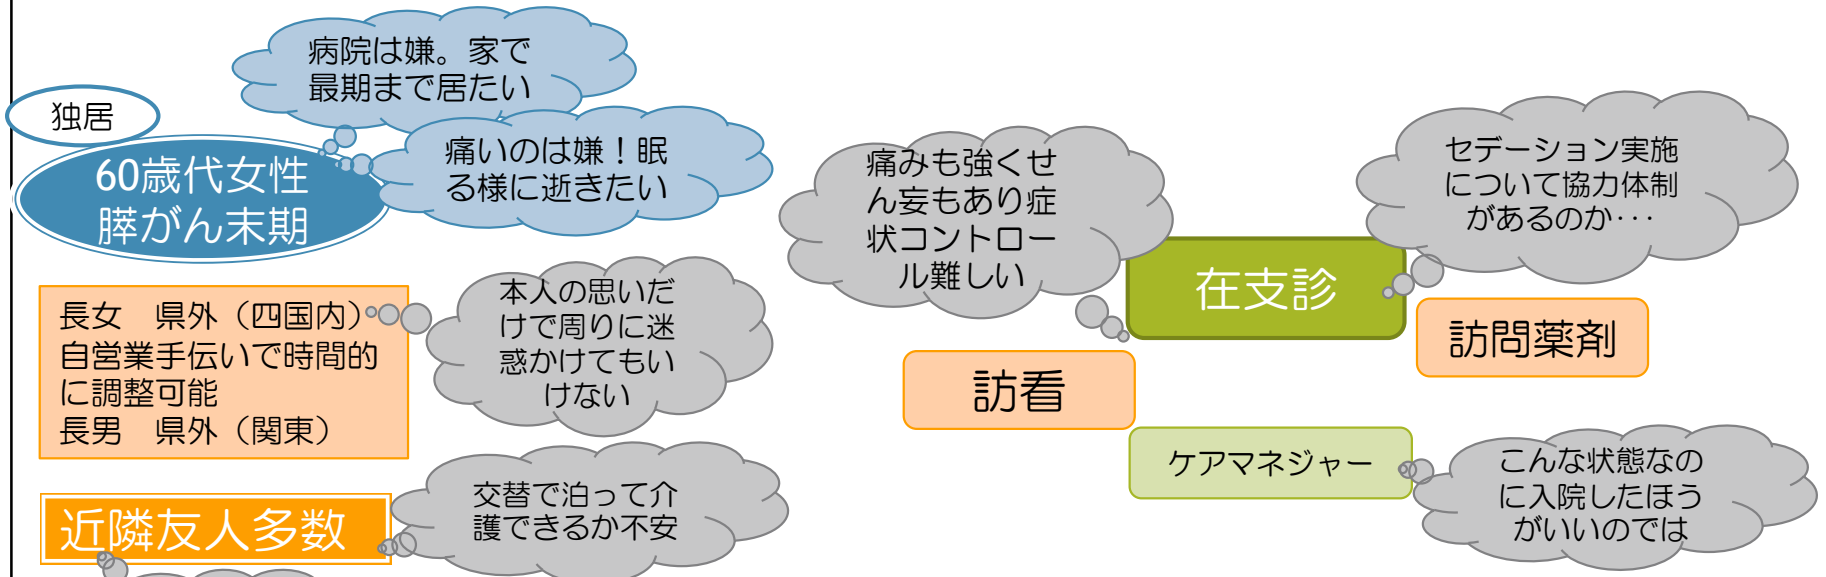 病院は嫌。家で
最期まで居たい
独居
60歳代女性
膵がん末期
痛いのは嫌！眠
る様に逝きたい
長女　県外（四国内）
自営業手伝いで時間的
に調整可能
長男　県外（関東）
本人の思いだ
けで周りに迷
惑かけてもい
けない
近隣友人多数
交替で泊って介
護できるか不安
痛みも強くせ
ん妄もあり症
状コントロー
ル難しい
在支診
セデーション実施
について協力体制
があるのか･･･
訪問薬剤
訪看
ケアマネジャー
こんな状態なの
に入院したほう
がいいのでは